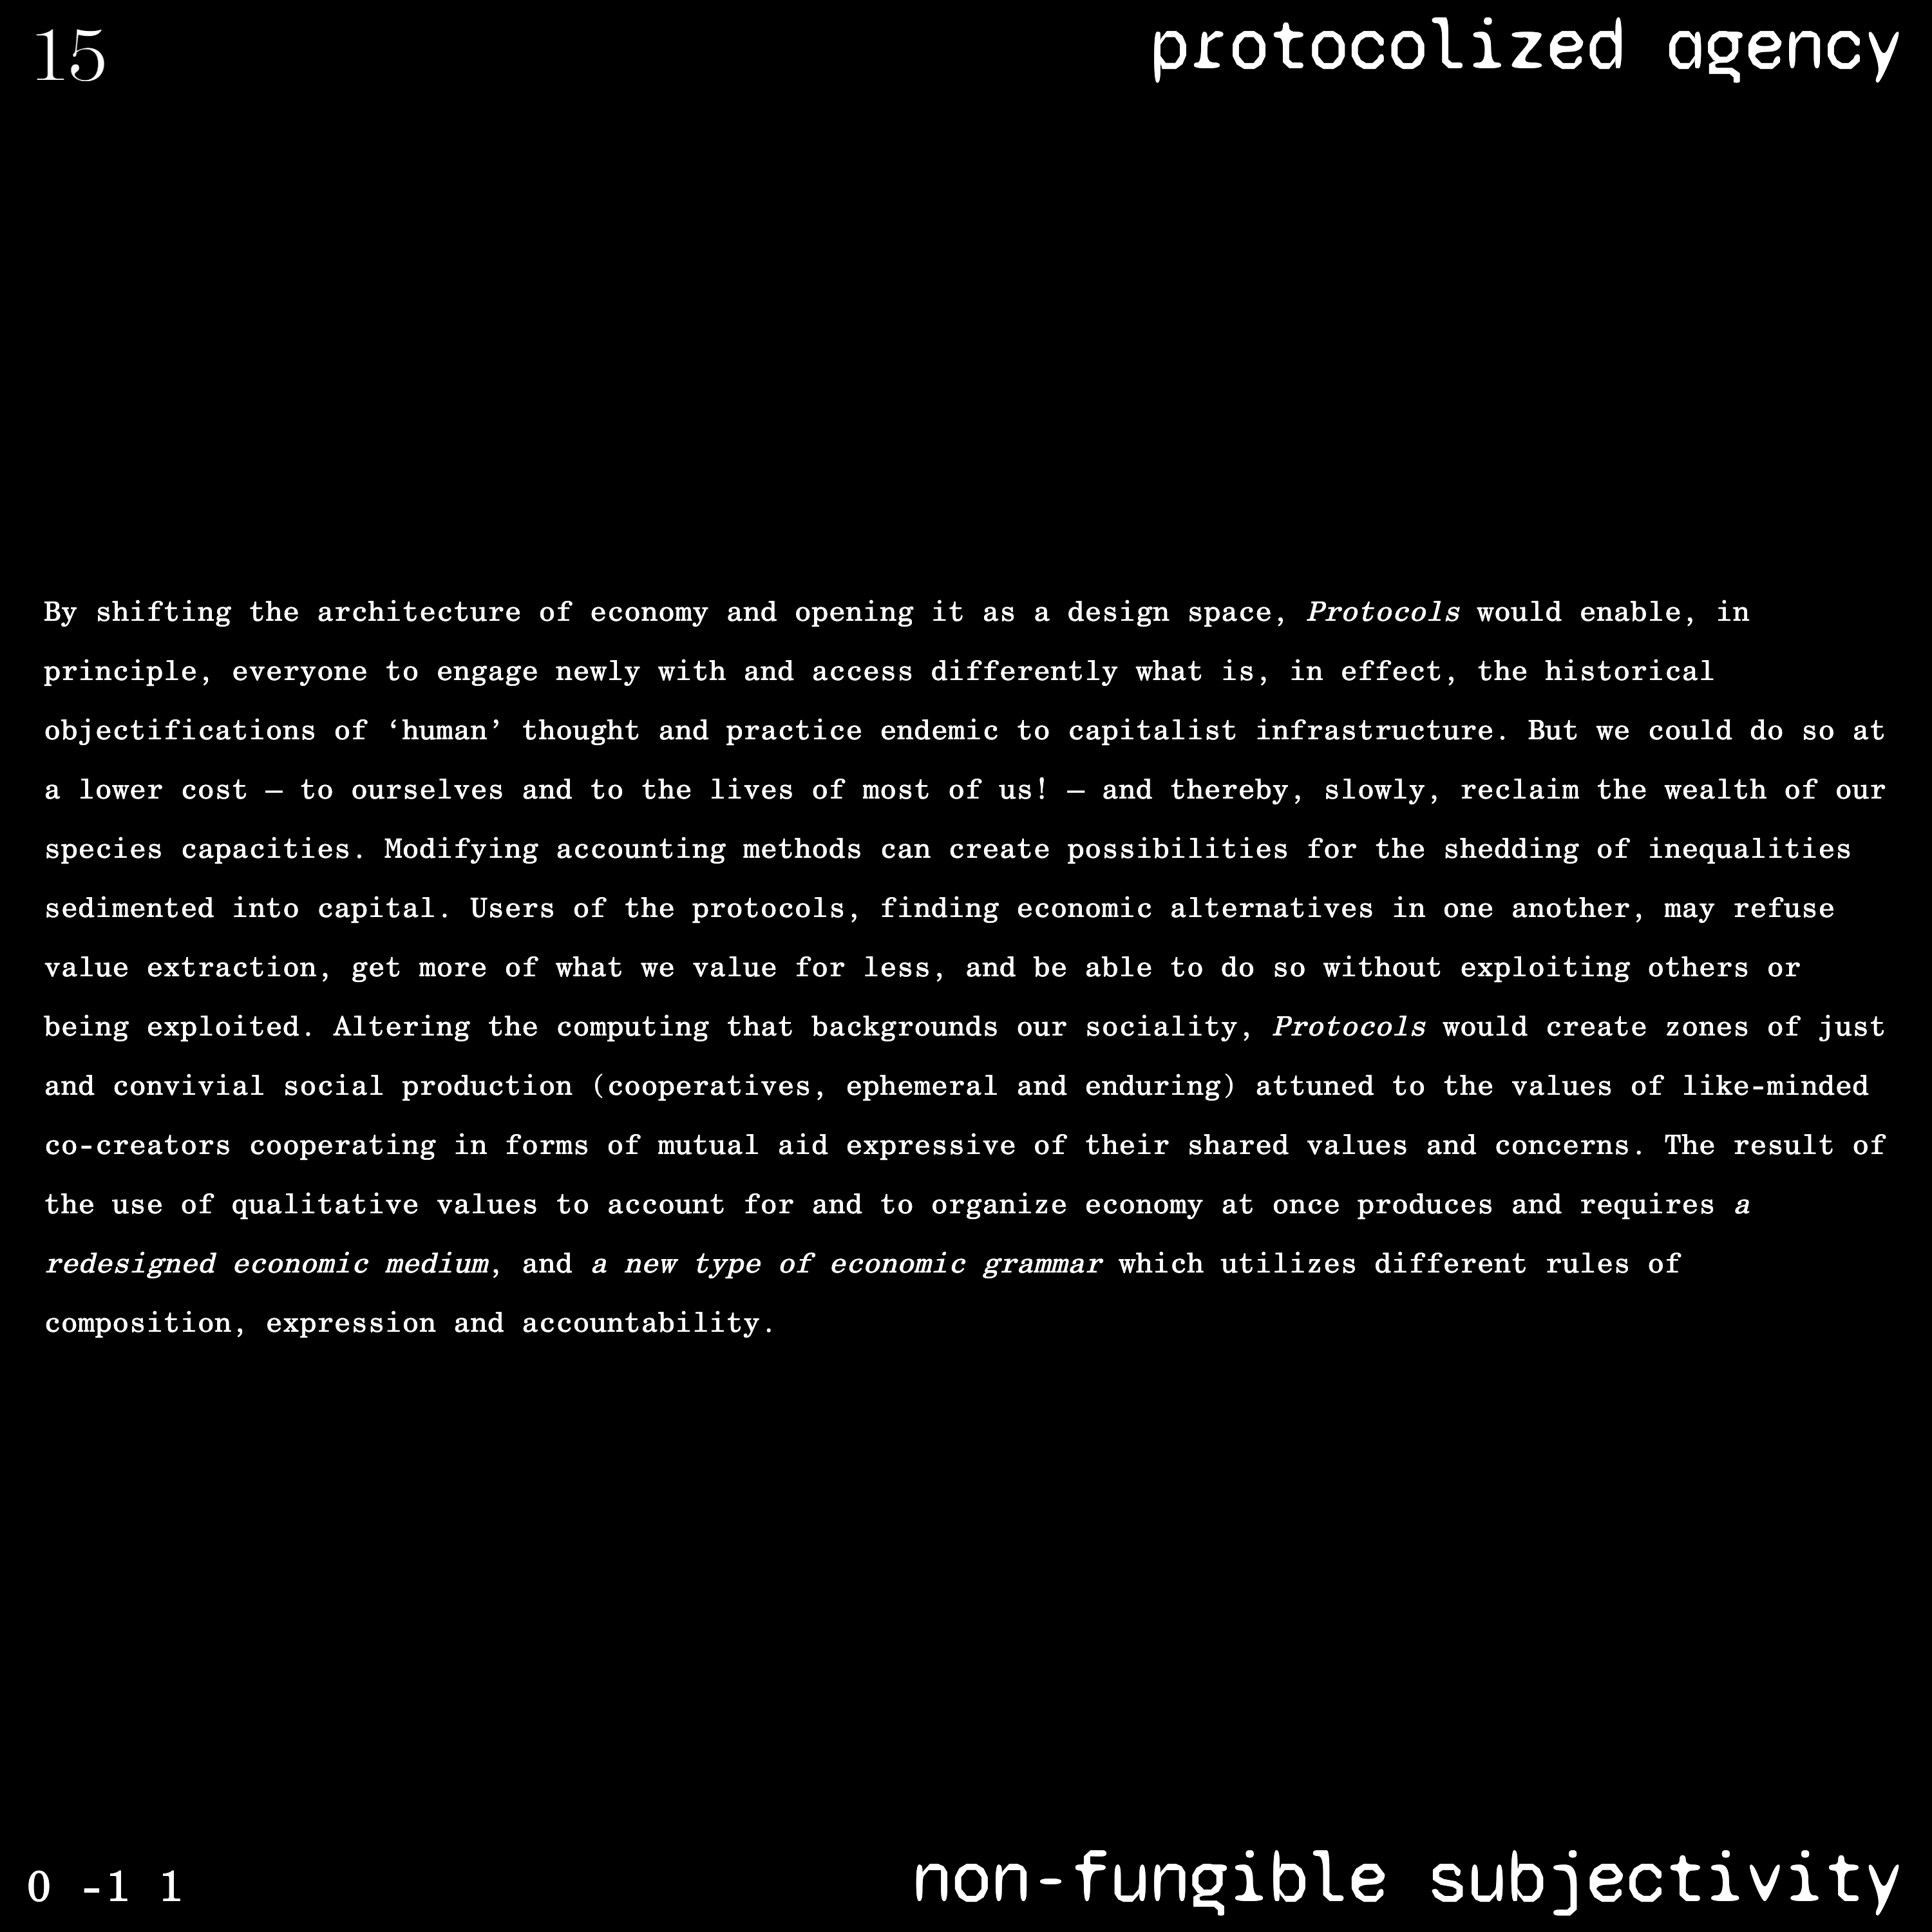 15
protocolized agency
By shifting the architecture of economy and opening it as a design space, Protocols would enable, in
principle, everyone to engage newly with and access differently what is, in effect, the historical
objectifications of ‘human’ thought and practice endemic to capitalist infrastructure. But we could do so at
a lower cost – to ourselves and to the lives of most of us! – and thereby, slowly, reclaim the wealth of our
species capacities. Modifying accounting methods can create possibilities for the shedding of inequalities
sedimented into capital. Users of the protocols, finding economic alternatives in one another, may refuse
value extraction, get more of what we value for less, and be able to do so without exploiting others or
being exploited. Altering the computing that backgrounds our sociality, Protocols would create zones of just
and convivial social production (cooperatives, ephemeral and enduring) attuned to the values of like-minded
co-creators cooperating in forms of mutual aid expressive of their shared values and concerns. The result of
the use of qualitative values to account for and to organize economy at once produces and requires a
redesigned economic medium, and a new type of economic grammar which utilizes different rules of
composition, expression and accountability.
0 -1 1
non-fungible subjectivity